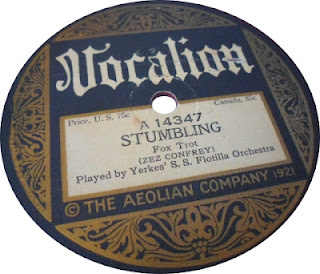 Vocalion
Price, U. S. 75c
Canada, 85c
A 14347
STUMBLING
Fox Trot
(ZEZ CONFREY)
Played by Yerkes' S. S. Flotilla Orchestra
© THE AEOLIAN COMPANY 1921